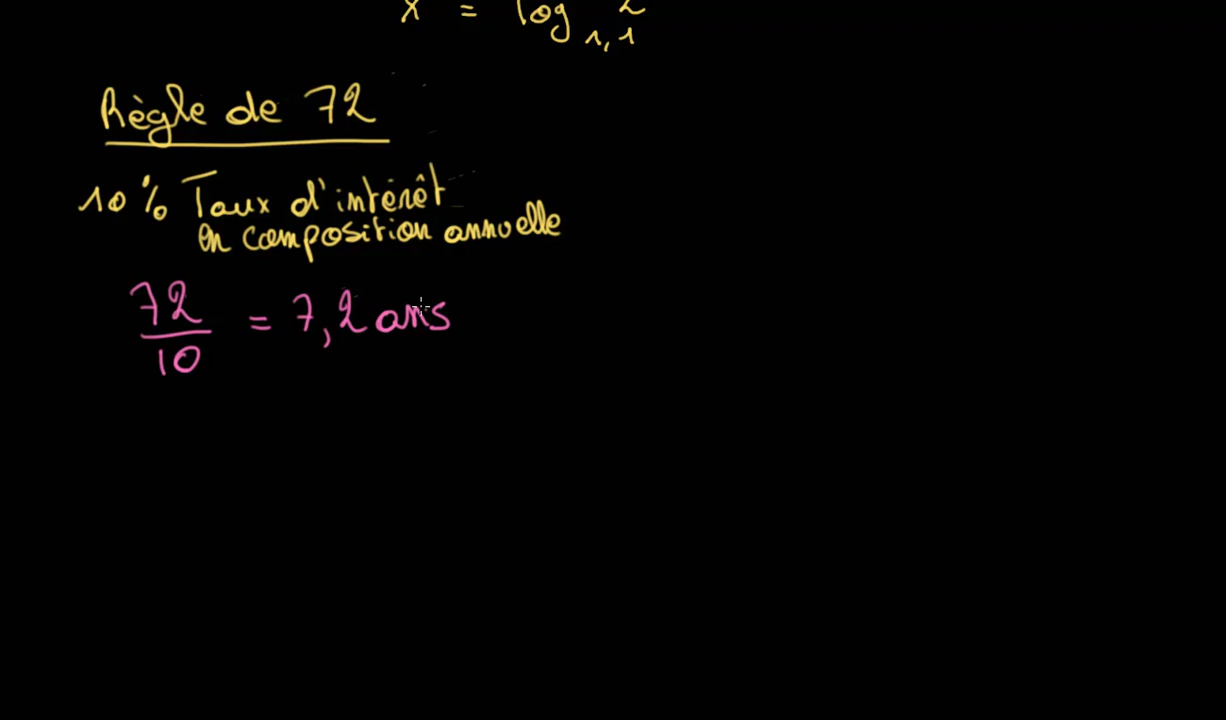 x = log 1,1 2
Règle de 72
10 % Taux d'intérêt
en composition annuelle
72
10
= 7,2 ans